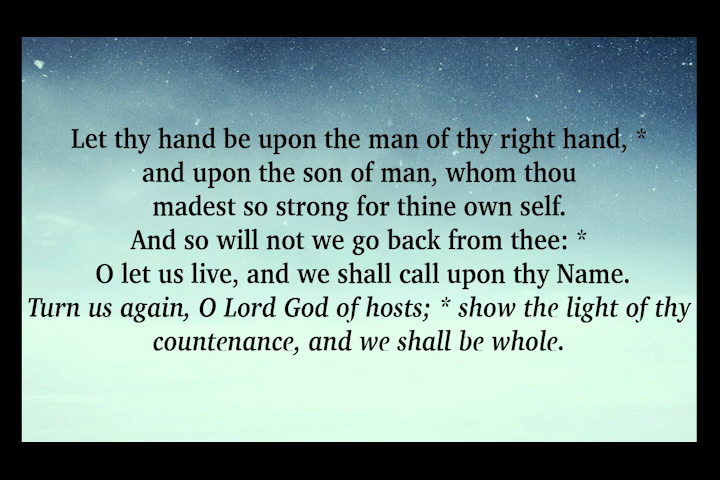 Let thy hand be upon the man of thy right hand, *
and upon the son of man, whom thou
madest so strong for thine own self.
And so will not we go back from thee: *
O let us live, and we shall call upon thy Name.
Turn us again, O Lord God of hosts; * show the light of thy
countenance, and we shall be whole.